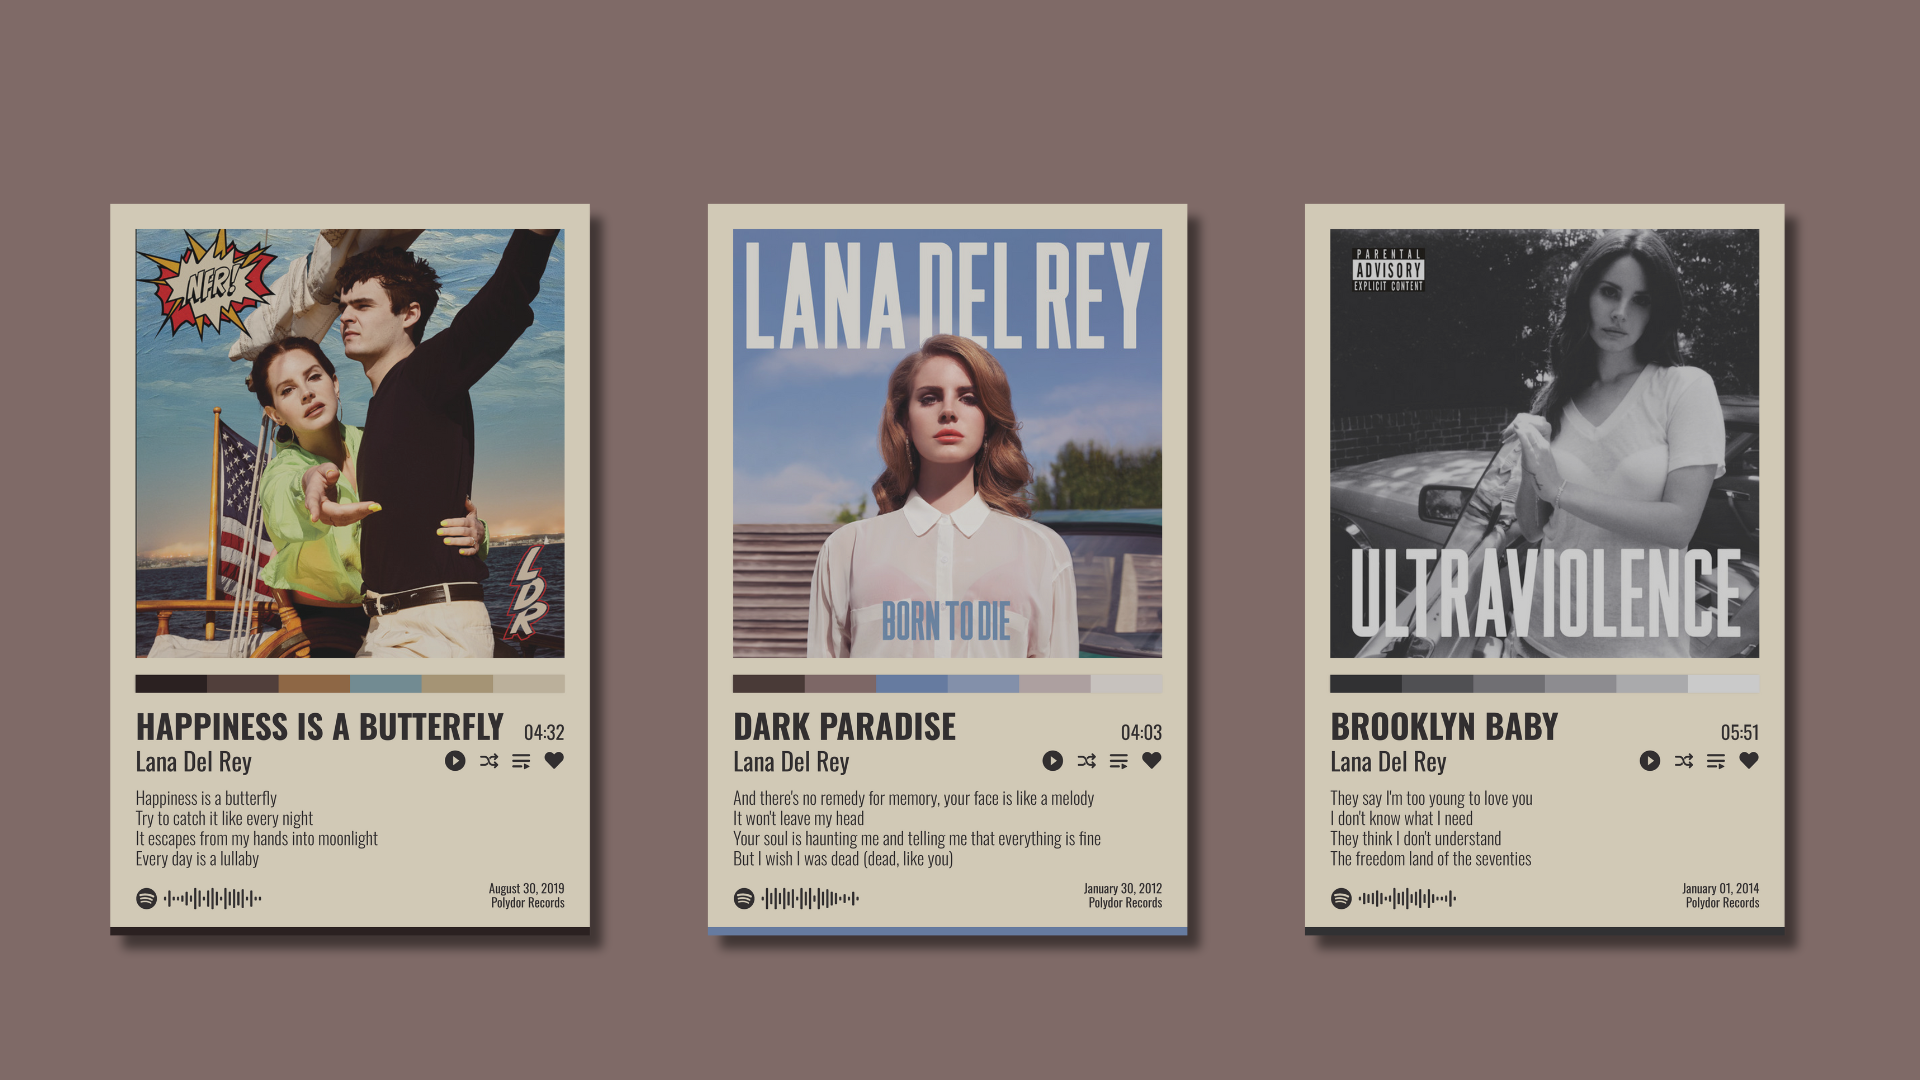 NFR!
LDR
HAPPINESS IS A BUTTERFLY 04:32
Lana Del Rey
Happiness is a butterfly
Try to catch it like every night
It escapes from my hands into moonlight
Every day is a lullaby
August 30, 2019
Polydor Records
LANA DEL REY
BORN TO DIE
DARK PARADISE 04:03
Lana Del Rey
And there's no remedy for memory, your face is like a melody
It won't leave my head
Your soul is haunting me and telling me that everything is fine
But I wish I was dead (dead, like you)
January 30, 2012
Polydor Records
PARENTAL
ADVISORY
EXPLICIT CONTENT
ULTRAVIOLENCE
BROOKLYN BABY 05:51
Lana Del Rey
They say I'm too young to love you
I don't know what I need
They think I don't understand
The freedom land of the seventies
January 01, 2014
Polydor Records